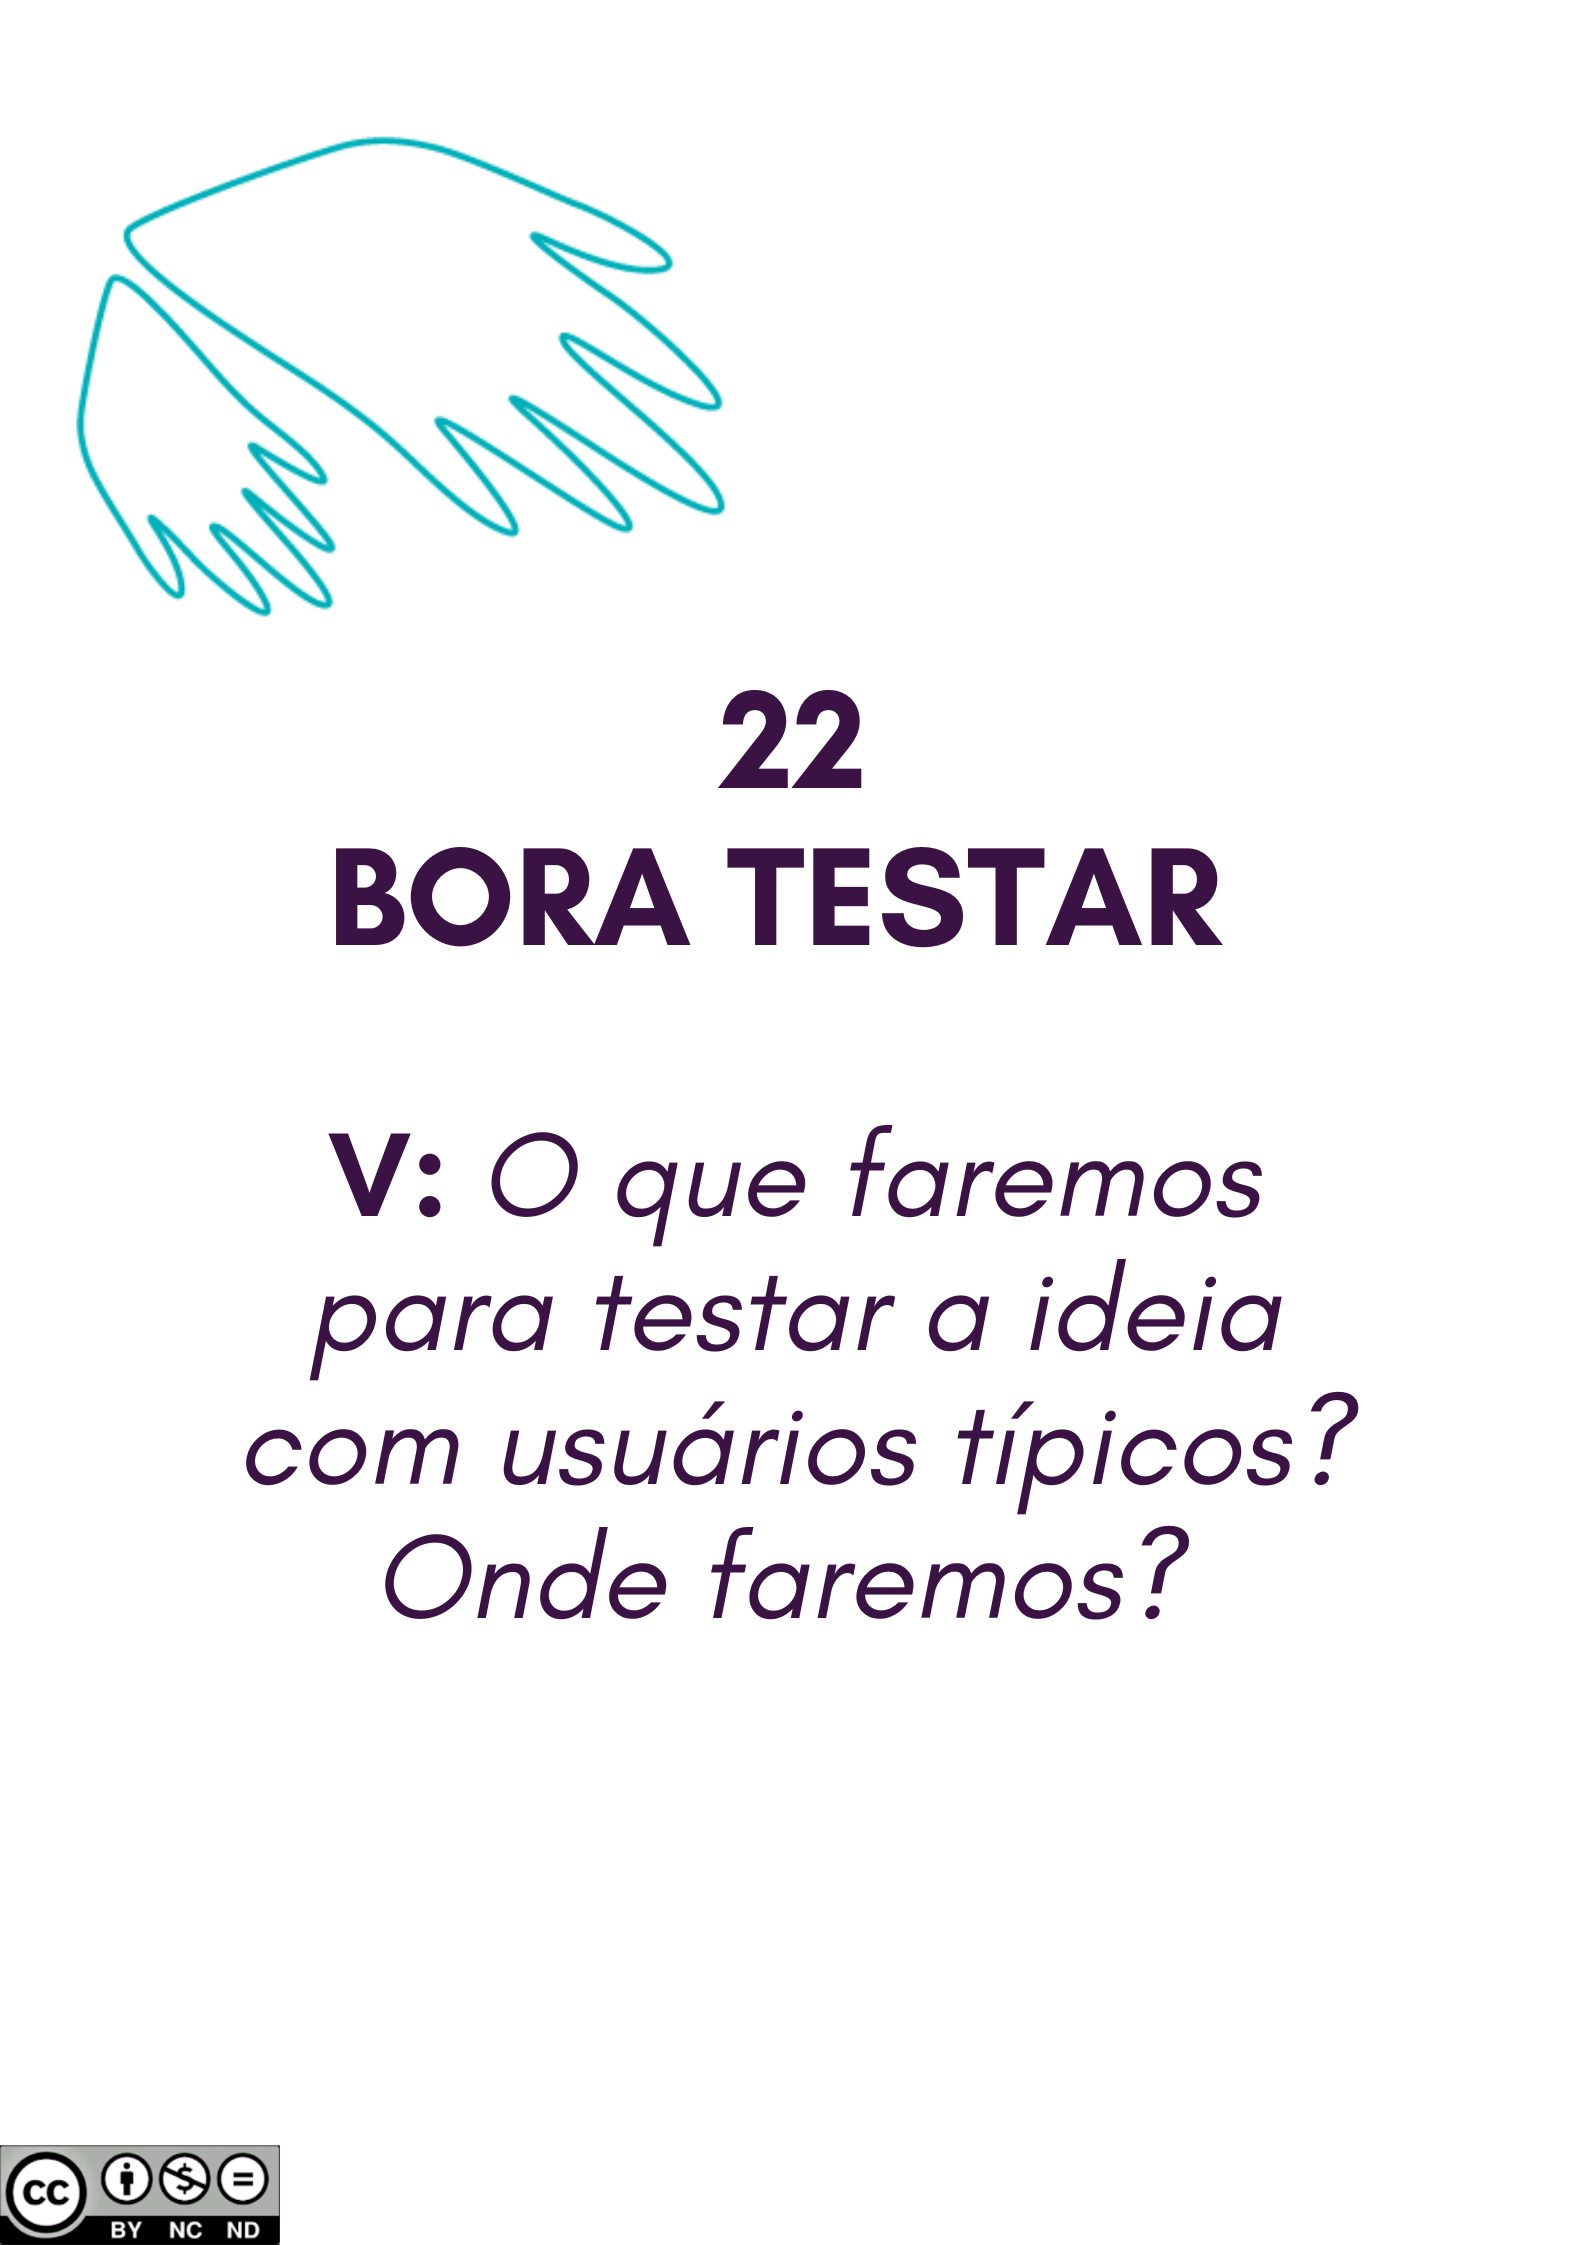 22
BORA TESTAR
V: O que faremos
para testar a ideia
com usuários típicos?
Onde faremos?
cc
BY NC ND